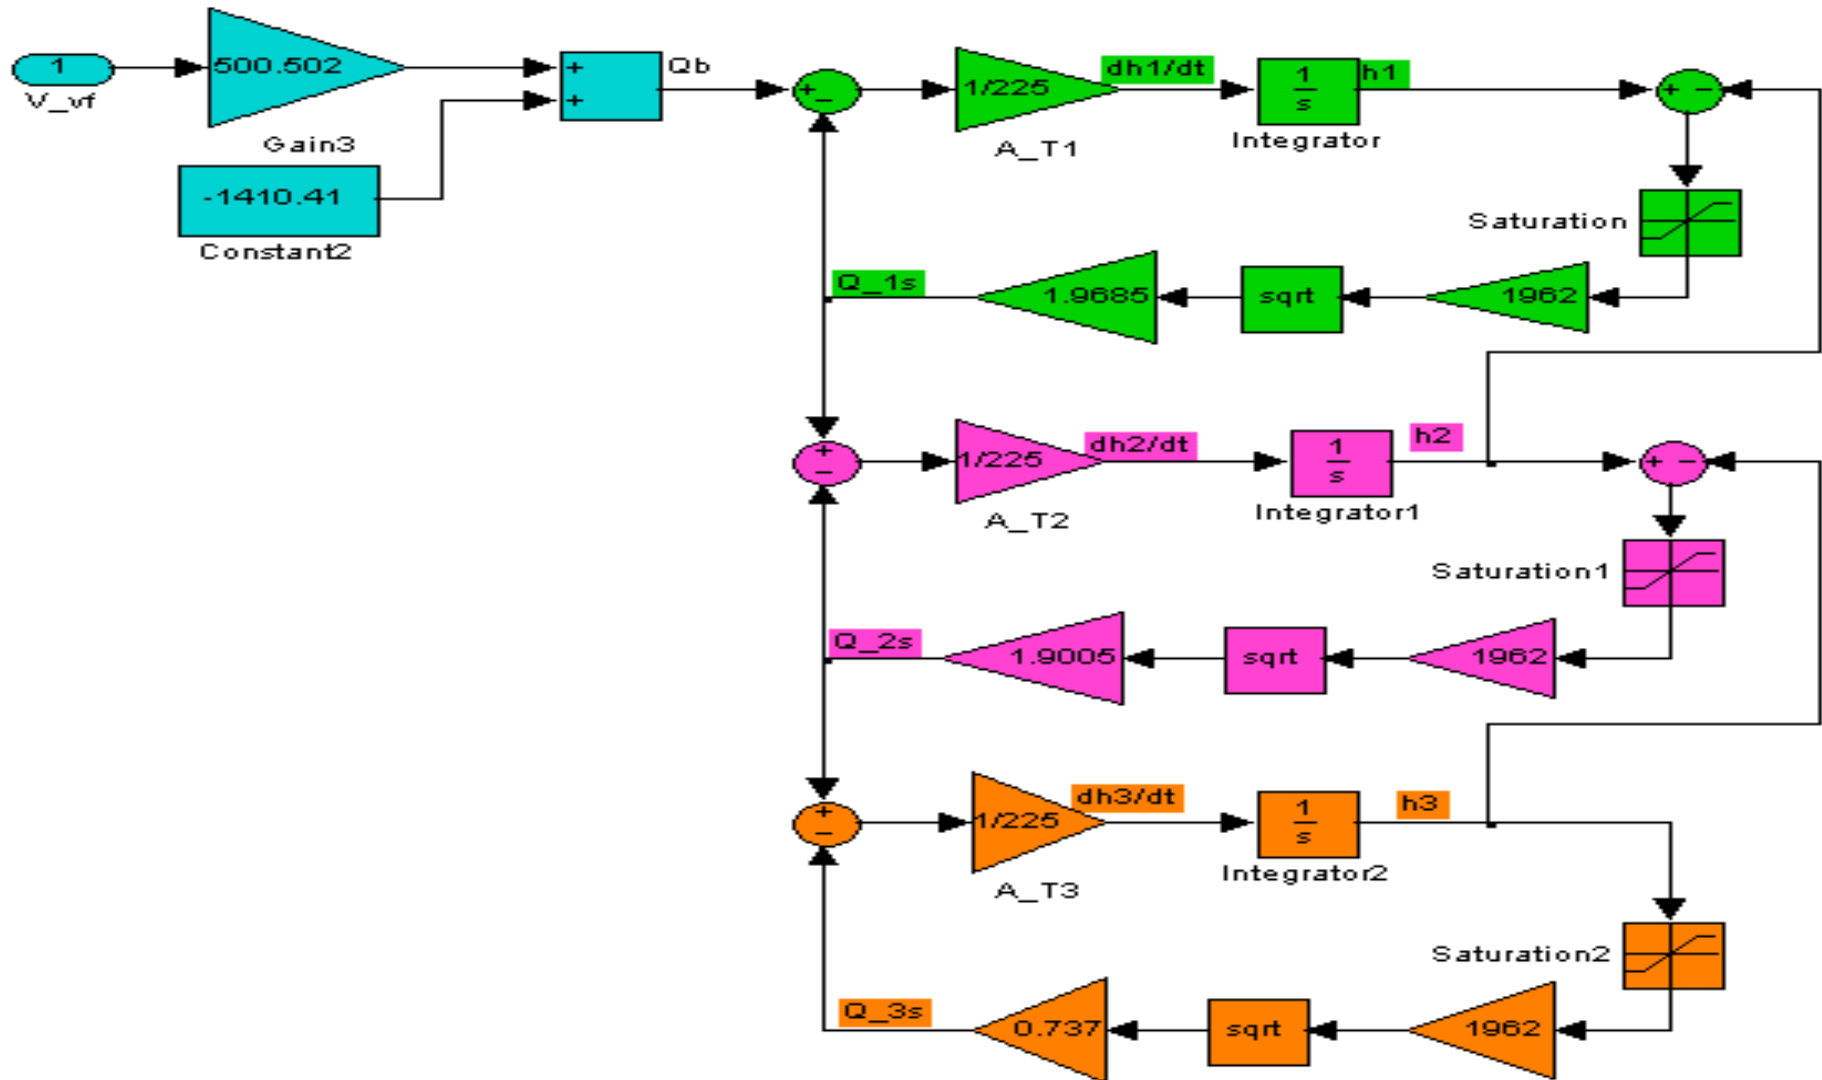 1
V_vf
500.502
Gain3
-1410.41
Constant2
+
+
Qb
+
−
1/225
A_T1
dh1/dt
1
s
Integrator
h1
+ −
Saturation
1962
sqrt
1.9685
Q_1s
+
−
1/225
A_T2
dh2/dt
1
s
Integrator1
h2
+ −
Saturation1
1962
sqrt
1.9005
Q_2s
+
−
1/225
A_T3
dh3/dt
1
s
Integrator2
h3
Saturation2
1962
sqrt
0.737
Q_3s